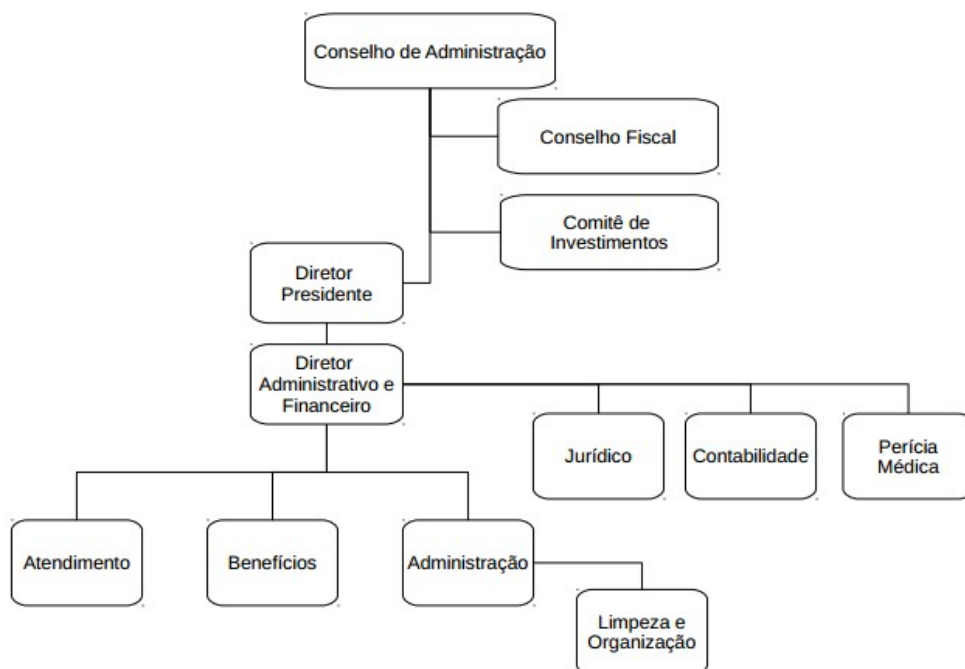 Conselho de Administração
Conselho Fiscal
Comitê de
Investimentos
Diretor
Presidente
Diretor
Administrativo e
Financeiro
Jurídico
Contabilidade
Perícia
Médica
Atendimento
Benefícios
Administração
Limpeza e
Organização